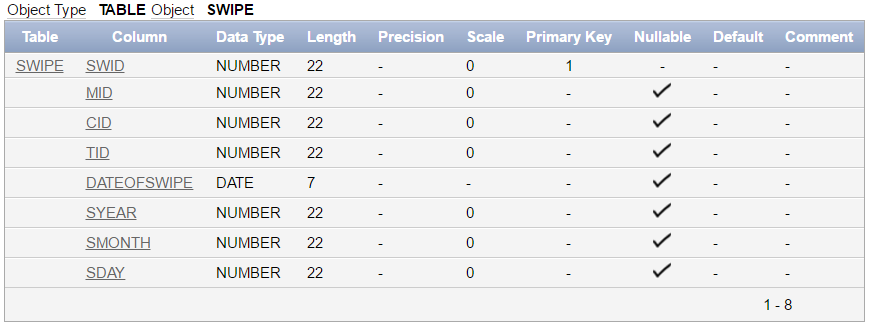 Object Type TABLE Object SWIPE
Table Column Data Type Length Precision Scale Primary Key Nullable Default Comment
SWIPE SWID NUMBER 22 - 0 1 - - -
MID NUMBER 22 - 0 - ✓ - -
CID NUMBER 22 - 0 - ✓ - -
TID NUMBER 22 - 0 - ✓ - -
DATEOFSWIPE DATE 7 - - - ✓ - -
SYEAR NUMBER 22 - 0 - ✓ - -
SMONTH NUMBER 22 - 0 - ✓ - -
SDAY NUMBER 22 - 0 - ✓ - -
1 - 8